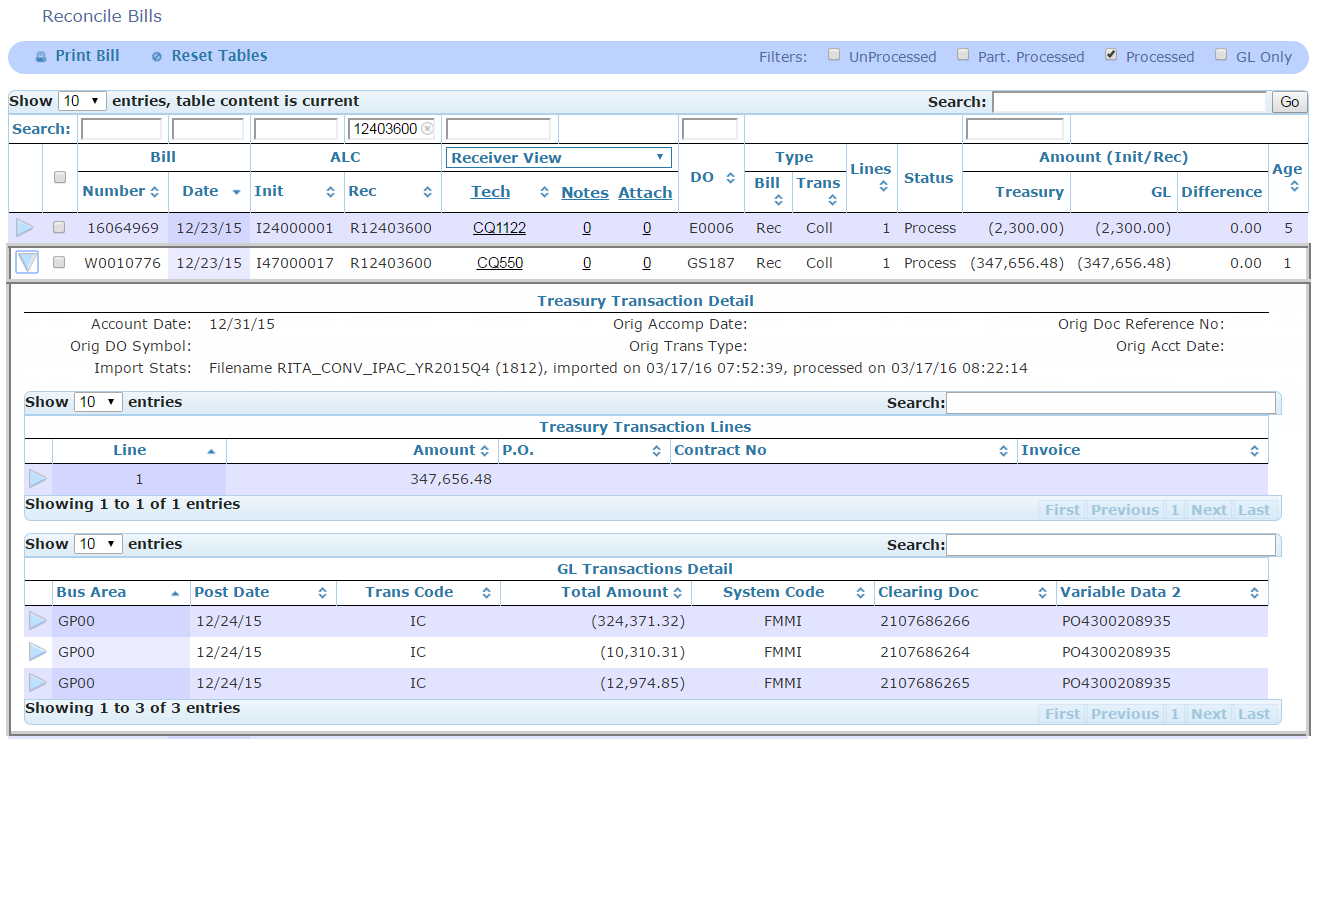 Reconcile Bills
Print Bill Reset Tables Filters: UnProcessed Part. Processed Processed GL Only
Show 10 entries, table content is current Search: Go
Search: 12403600
Bill ALC Receiver View DO Type Lines Status Amount (Init/Rec) Age
Number Date Init Rec Tech Notes Attach Bill Trans Treasury GL Difference
16064969 12/23/15 I24000001 R12403600 CQ1122 0 0 E0006 Rec Coll 1 Process (2,300.00) (2,300.00) 0.00 5
W0010776 12/23/15 I47000017 R12403600 CQ550 0 0 GS187 Rec Coll 1 Process (347,656.48) (347,656.48) 0.00 1
Treasury Transaction Detail
Account Date: 12/31/15 Orig Accomp Date: Orig Doc Reference No:
Orig DO Symbol: Orig Trans Type: Orig Acct Date:
Import Stats: Filename RITA_CONV_IPAC_YR2015Q4 (1812), imported on 03/17/16 07:52:39, processed on 03/17/16 08:22:14
Show 10 entries Search:
Treasury Transaction Lines
Line Amount P.O. Contract No Invoice
1 347,656.48
Showing 1 to 1 of 1 entries First Previous 1 Next Last
Show 10 entries Search:
GL Transactions Detail
Bus Area Post Date Trans Code Total Amount System Code Clearing Doc Variable Data 2
GP00 12/24/15 IC (324,371.32) FMMI 2107686266 PO4300208935
GP00 12/24/15 IC (10,310.31) FMMI 2107686264 PO4300208935
GP00 12/24/15 IC (12,974.85) FMMI 2107686265 PO4300208935
Showing 1 to 3 of 3 entries First Previous 1 Next Last